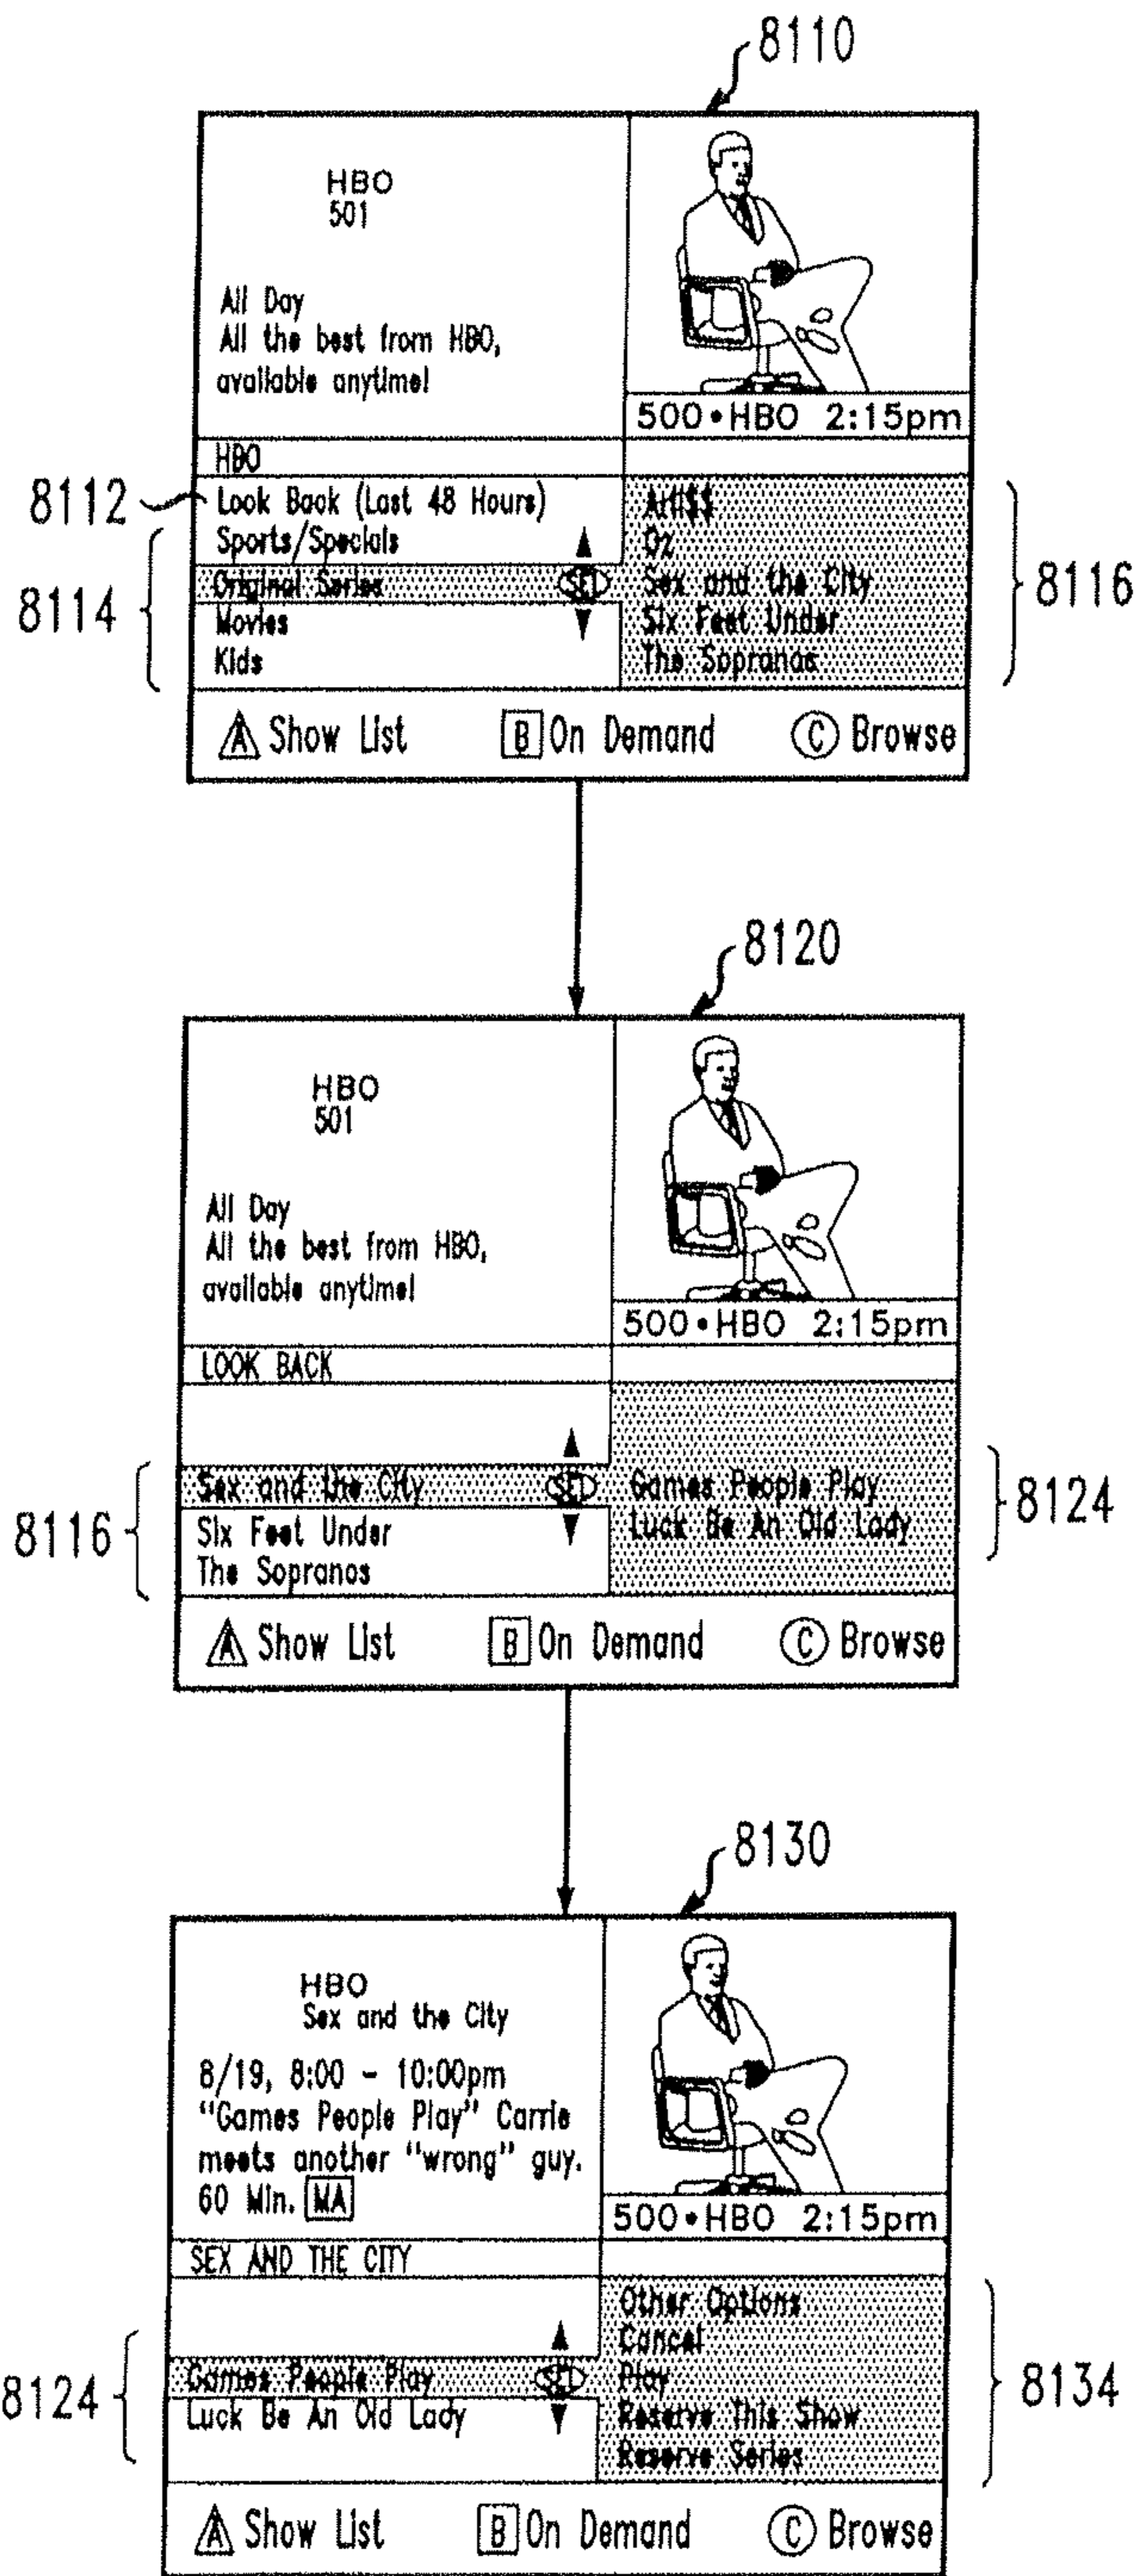 8110
HBO
501
All Day
All the best from HBO,
available anytime!
500•HBO 2:15pm
HBO
8112
Look Back (Last 48 Hours)
Sports/Specials
Original Series
SEL
Movies
Kids
8114
Arli$$
Oz
Sex and the City
Six Feet Under
The Sopranos
8116
A Show List
B On Demand
C Browse
8120
HBO
501
All Day
All the best from HBO,
available anytime!
500•HBO 2:15pm
LOOK BACK
8116
Sex and the City
SEL
Six Feet Under
The Sopranos
Games People Play
Luck Be An Old Lady
8124
A Show List
B On Demand
C Browse
8130
HBO
Sex and the City
8/19, 8:00 - 10:00pm
"Games People Play" Carrie
meets another "wrong" guy.
60 Min. MA
500•HBO 2:15pm
SEX AND THE CITY
8124
Games People Play
SEL
Luck Be An Old Lady
Other Options
Cancel
Play
Reserve This Show
Reserve Series
8134
A Show List
B On Demand
C Browse